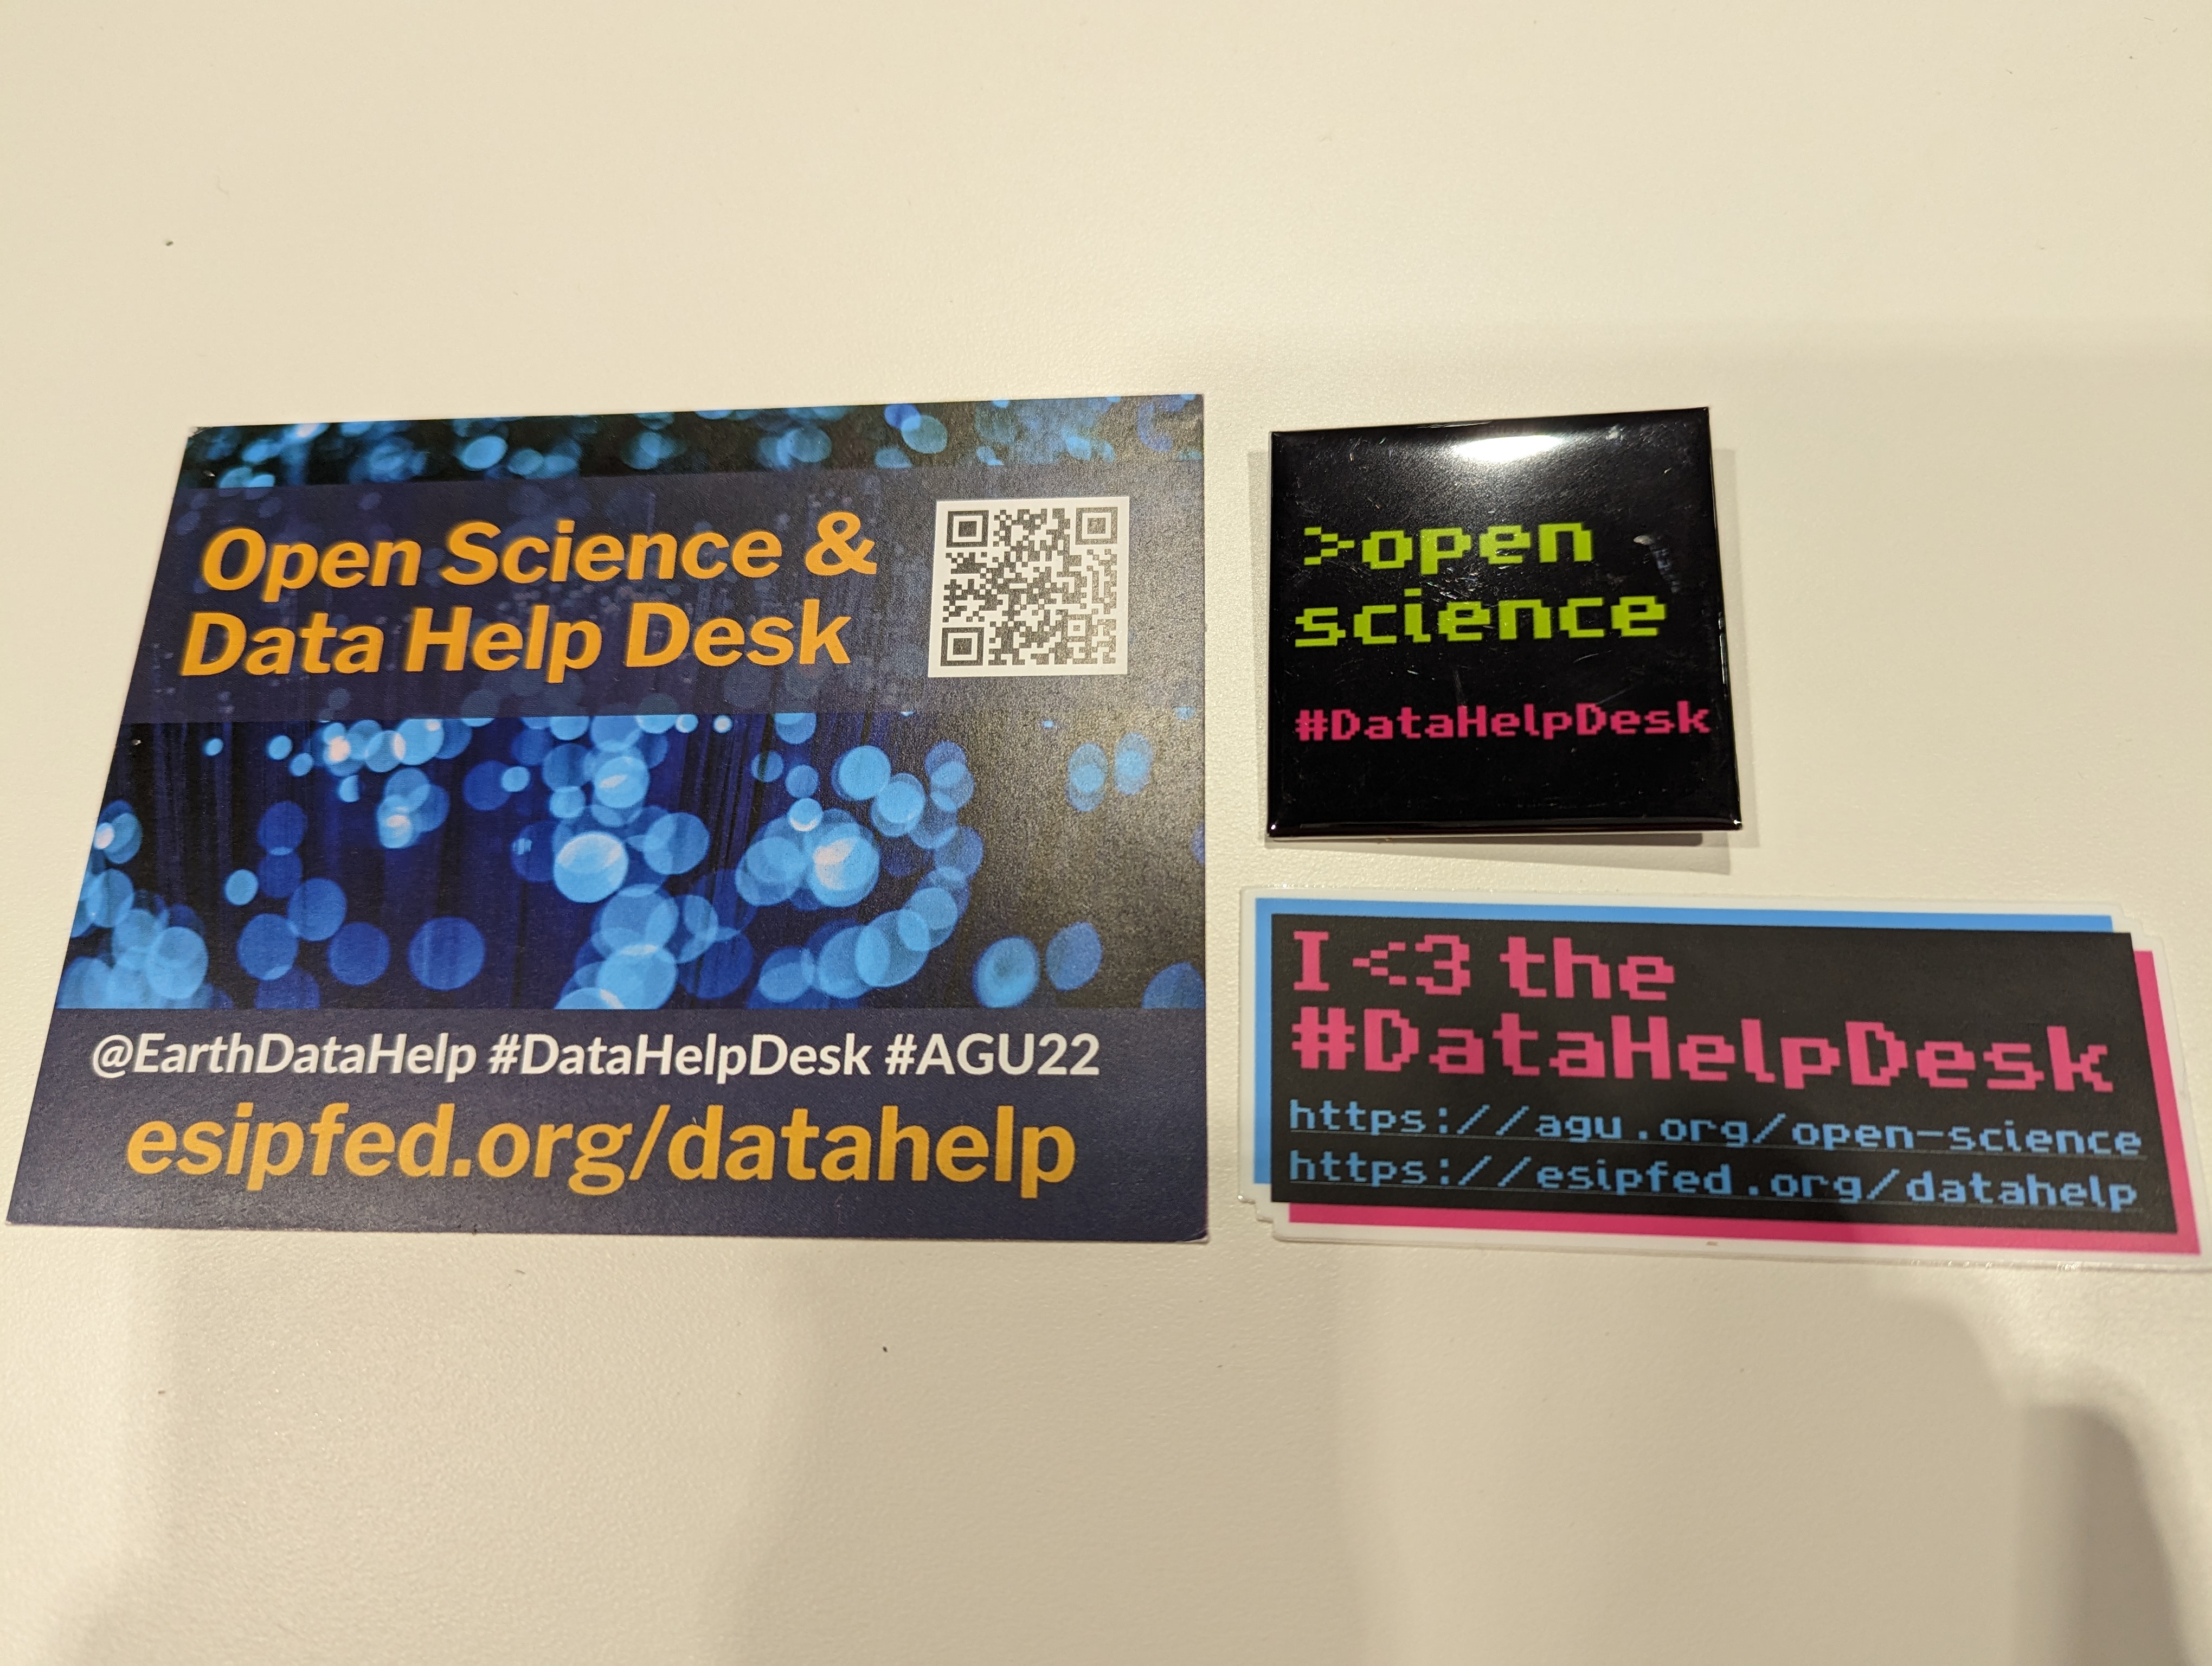 Open Science &
Data Help Desk
@EarthDataHelp #DataHelpDesk #AGU22
esipfed.org/datahelp
>open
science
#DataHelpDesk
I <3 the
#DataHelpDesk
https://agu.org/open-science
https://esipfed.org/datahelp